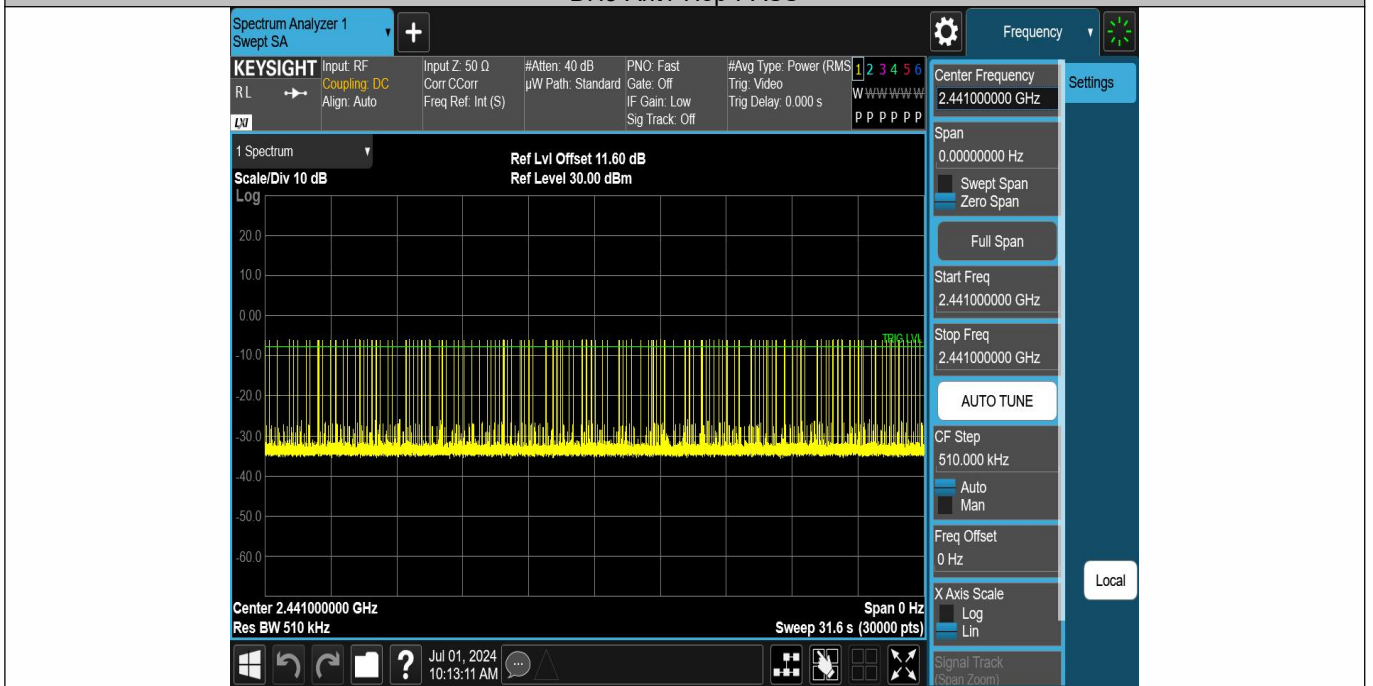 Spectrum Analyzer 1
Swept SA
Frequency
KEYSIGHT
RL
LXI
Input: RF
Coupling: DC
Align: Auto
Input Z: 50 Ω
Corr CCorr
Freq Ref: Int (S)
#Atten: 40 dB
µW Path: Standard
PNO: Fast
Gate: Off
IF Gain: Low
Sig Track: Off
#Avg Type: Power (RMS
Trig: Video
Trig Delay: 0.000 s
1 2 3 4 5 6
W W W W W W
P P P P P P
Center Frequency
2.441000000 GHz
Settings
Span
0.00000000 Hz
Swept Span
Zero Span
Full Span
Start Freq
2.441000000 GHz
Stop Freq
2.441000000 GHz
AUTO TUNE
CF Step
510.000 kHz
Auto
Man
Freq Offset
0 Hz
X Axis Scale
Log
Lin
Signal Track
(Span Zoom)
Local
1 Spectrum
Scale/Div 10 dB
Ref Lvl Offset 11.60 dB
Ref Level 30.00 dBm
Log
20.0
10.0
0.00
TRIG LVL
-10.0
-20.0
-30.0
-40.0
-50.0
-60.0
Center 2.441000000 GHz
Span 0 Hz
Res BW 510 kHz
Sweep 31.6 s (30000 pts)
Jul 01, 2024
10:13:11 AM